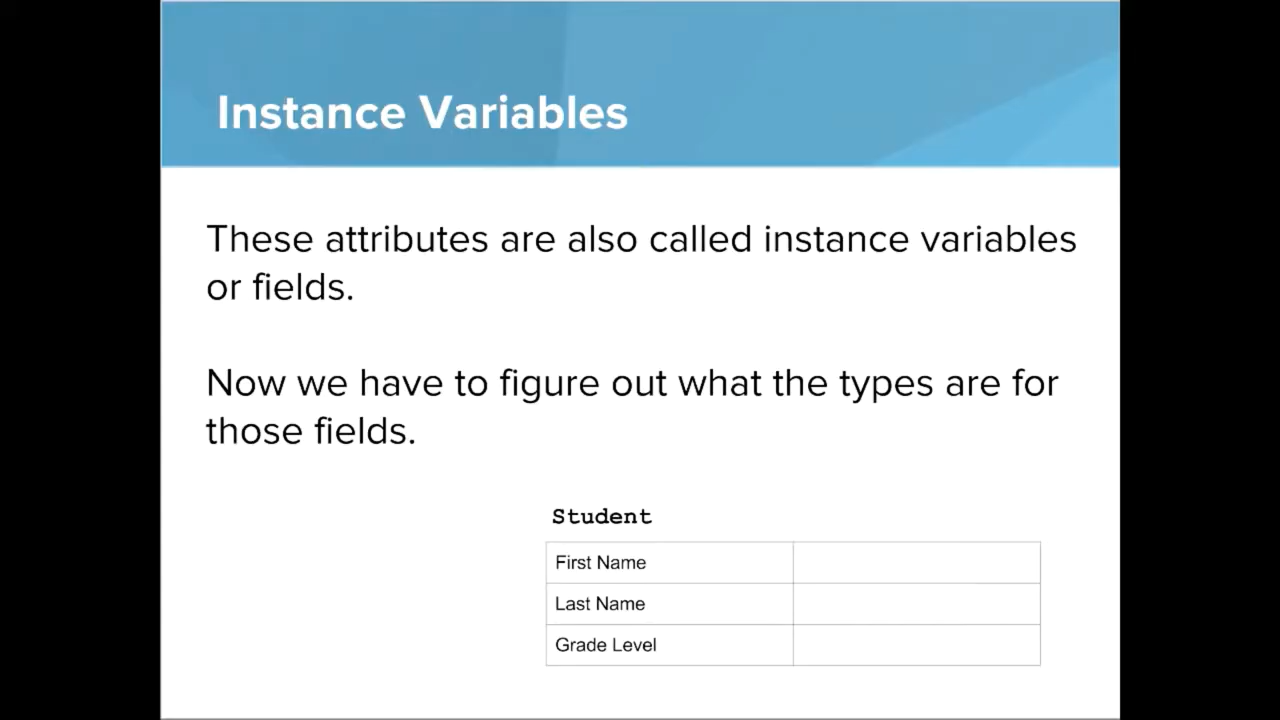 Instance Variables
These attributes are also called instance variables
or fields.
Now we have to figure out what the types are for
those fields.
Student
First Name
Last Name
Grade Level